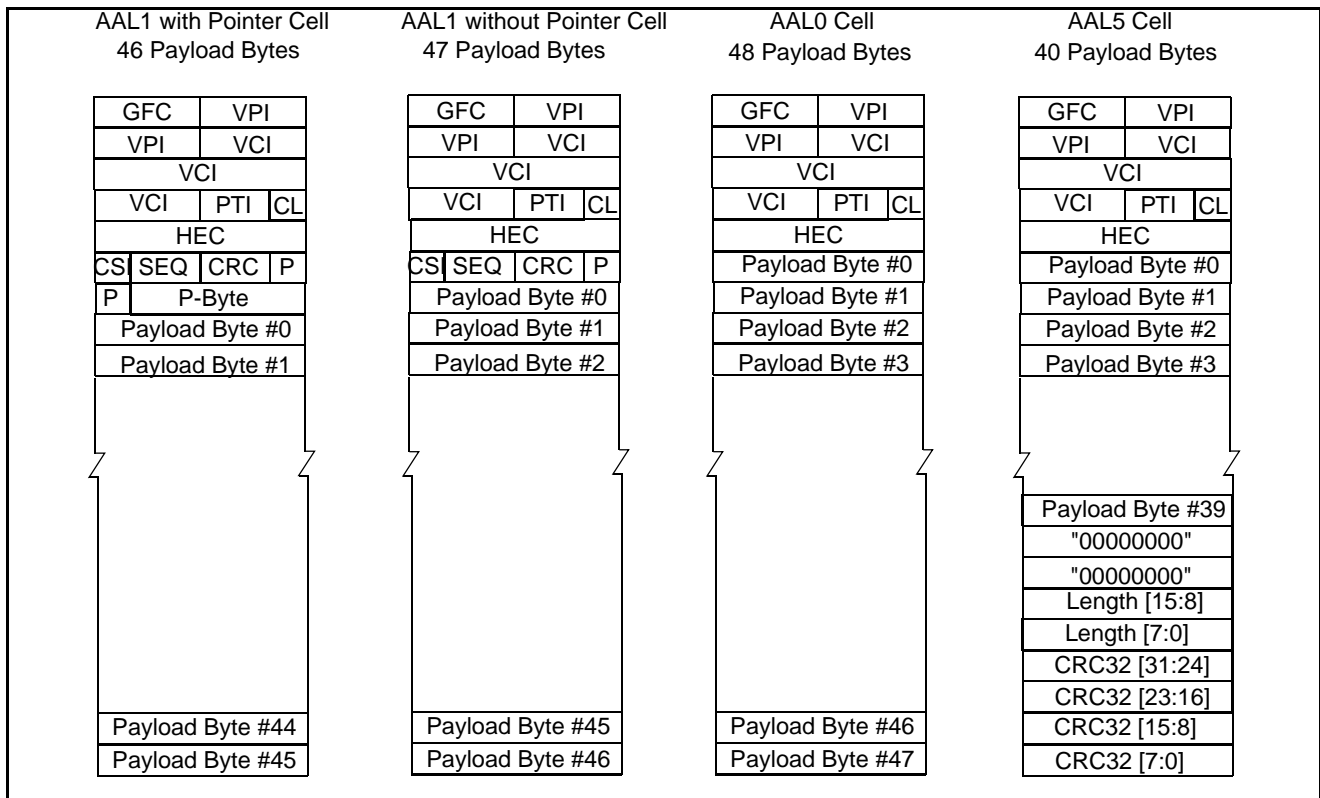 AAL1 with Pointer Cell
46 Payload Bytes
GFC VPI
VPI VCI
VCI
VCI PTI CL
HEC
CSI SEQ CRC P
P P-Byte
Payload Byte #0
Payload Byte #1
Payload Byte #44
Payload Byte #45
AAL1 without Pointer Cell
47 Payload Bytes
GFC VPI
VPI VCI
VCI
VCI PTI CL
HEC
CSI SEQ CRC P
Payload Byte #0
Payload Byte #1
Payload Byte #2
Payload Byte #45
Payload Byte #46
AAL0 Cell
48 Payload Bytes
GFC VPI
VPI VCI
VCI
VCI PTI CL
HEC
Payload Byte #0
Payload Byte #1
Payload Byte #2
Payload Byte #3
Payload Byte #46
Payload Byte #47
AAL5 Cell
40 Payload Bytes
GFC VPI
VPI VCI
VCI
VCI PTI CL
HEC
Payload Byte #0
Payload Byte #1
Payload Byte #2
Payload Byte #3
Payload Byte #39
"00000000"
"00000000"
Length [15:8]
Length [7:0]
CRC32 [31:24]
CRC32 [23:16]
CRC32 [15:8]
CRC32 [7:0]